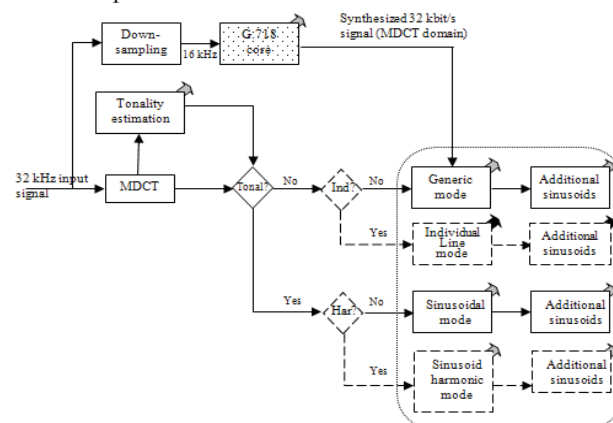 Synthesized 32 kbit/s
signal (MDCT domain)
Down-
sampling
16 kHz
G.718
core
Tonality
estimation
32 kHz input
signal
MDCT
Tonal?
No
Ind?
No
Generic
mode
Additional
sinusoids
Yes
Individual
Line
mode
Additional
sinusoids
Yes
Har?
No
Sinusoidal
mode
Additional
sinusoids
Yes
Sinusoid
harmonic
mode
Additional
sinusoids